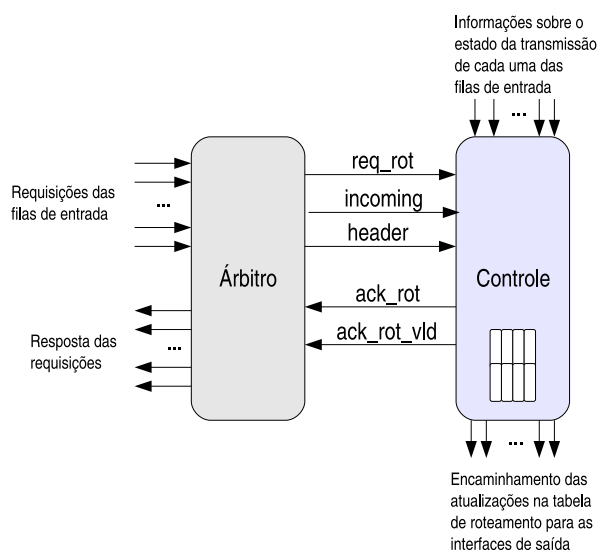 Informações sobre o
estado da transmissão
de cada uma das
filas de entrada
...
req_rot
incoming
header
Requisições das
filas de entrada
...
Árbitro
Controle
ack_rot
ack_rot_vld
Resposta das
requisições
...
...
Encaminhamento das
atualizações na tabela
de roteamento para as
interfaces de saída